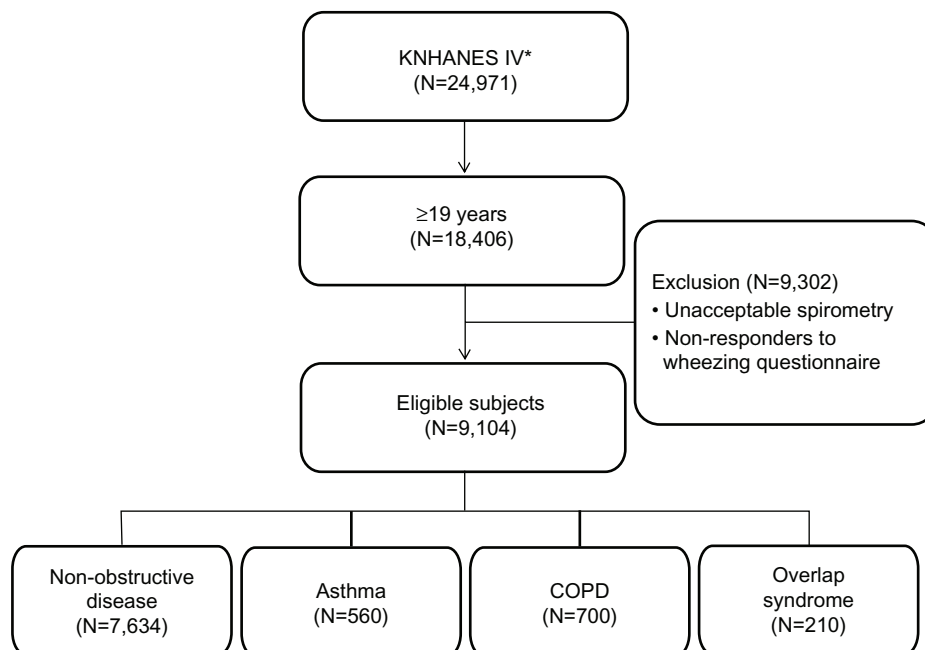 KNHANES IV*
(N=24,971)
≥19 years
(N=18,406)
Exclusion (N=9,302)
• Unacceptable spirometry
• Non-responders to
wheezing questionnaire
Eligible subjects
(N=9,104)
Non-obstructive
disease
(N=7,634)
Asthma
(N=560)
COPD
(N=700)
Overlap
syndrome
(N=210)